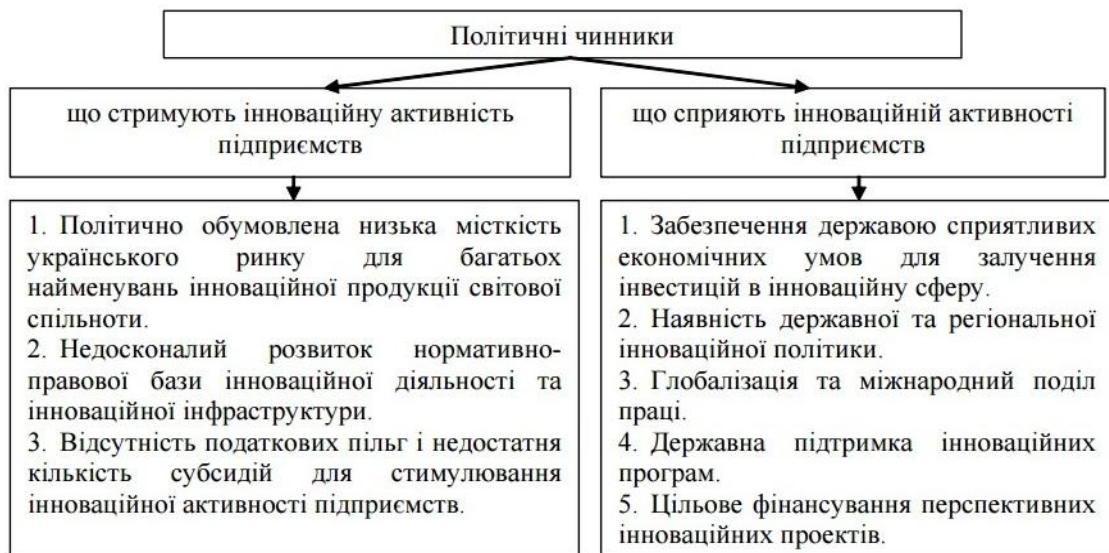 Політичні чинники
що стримують інноваційну активність
підприємств
що сприяють інноваційній активності
підприємств
1. Політично обумовлена низька місткість
українського ринку для багатьох
найменувань інноваційної продукції світової
спільноти.
2. Недосконалий розвиток нормативно-
правової бази інноваційної діяльності та
інноваційної інфраструктури.
3. Відсутність податкових пільг і недостатня
кількість субсидій для стимулювання
інноваційної активності підприємств.
1. Забезпечення державою сприятливих
економічних умов для залучення
інвестицій в інноваційну сферу.
2. Наявність державної та регіональної
інноваційної політики.
3. Глобалізація та міжнародний поділ
праці.
4. Державна підтримка інноваційних
програм.
5. Цільове фінансування перспективних
інноваційних проектів.